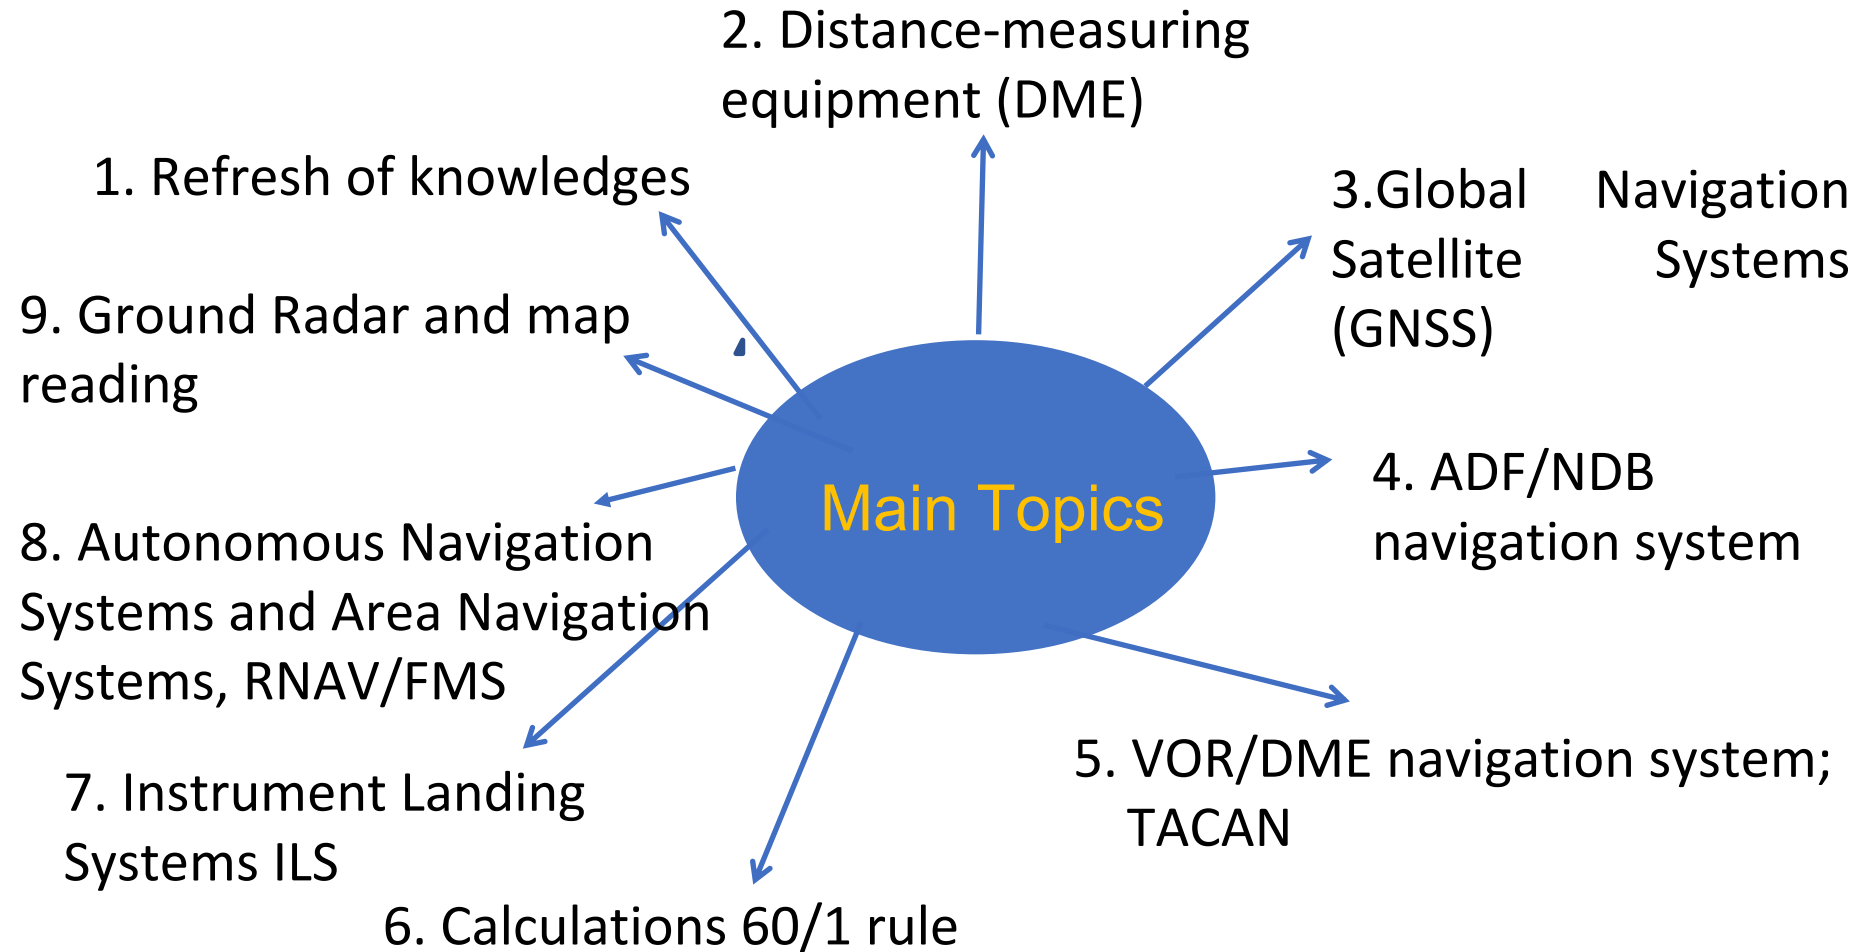 2. Distance-measuring
equipment (DME)
1. Refresh of knowledges
3.Global Navigation
Satellite Systems
(GNSS)
9. Ground Radar and map
reading
4. ADF/NDB
navigation system
Main Topics
8. Autonomous Navigation
Systems and Area Navigation
Systems, RNAV/FMS
5. VOR/DME navigation system;
TACAN
7. Instrument Landing
Systems ILS
6. Calculations 60/1 rule